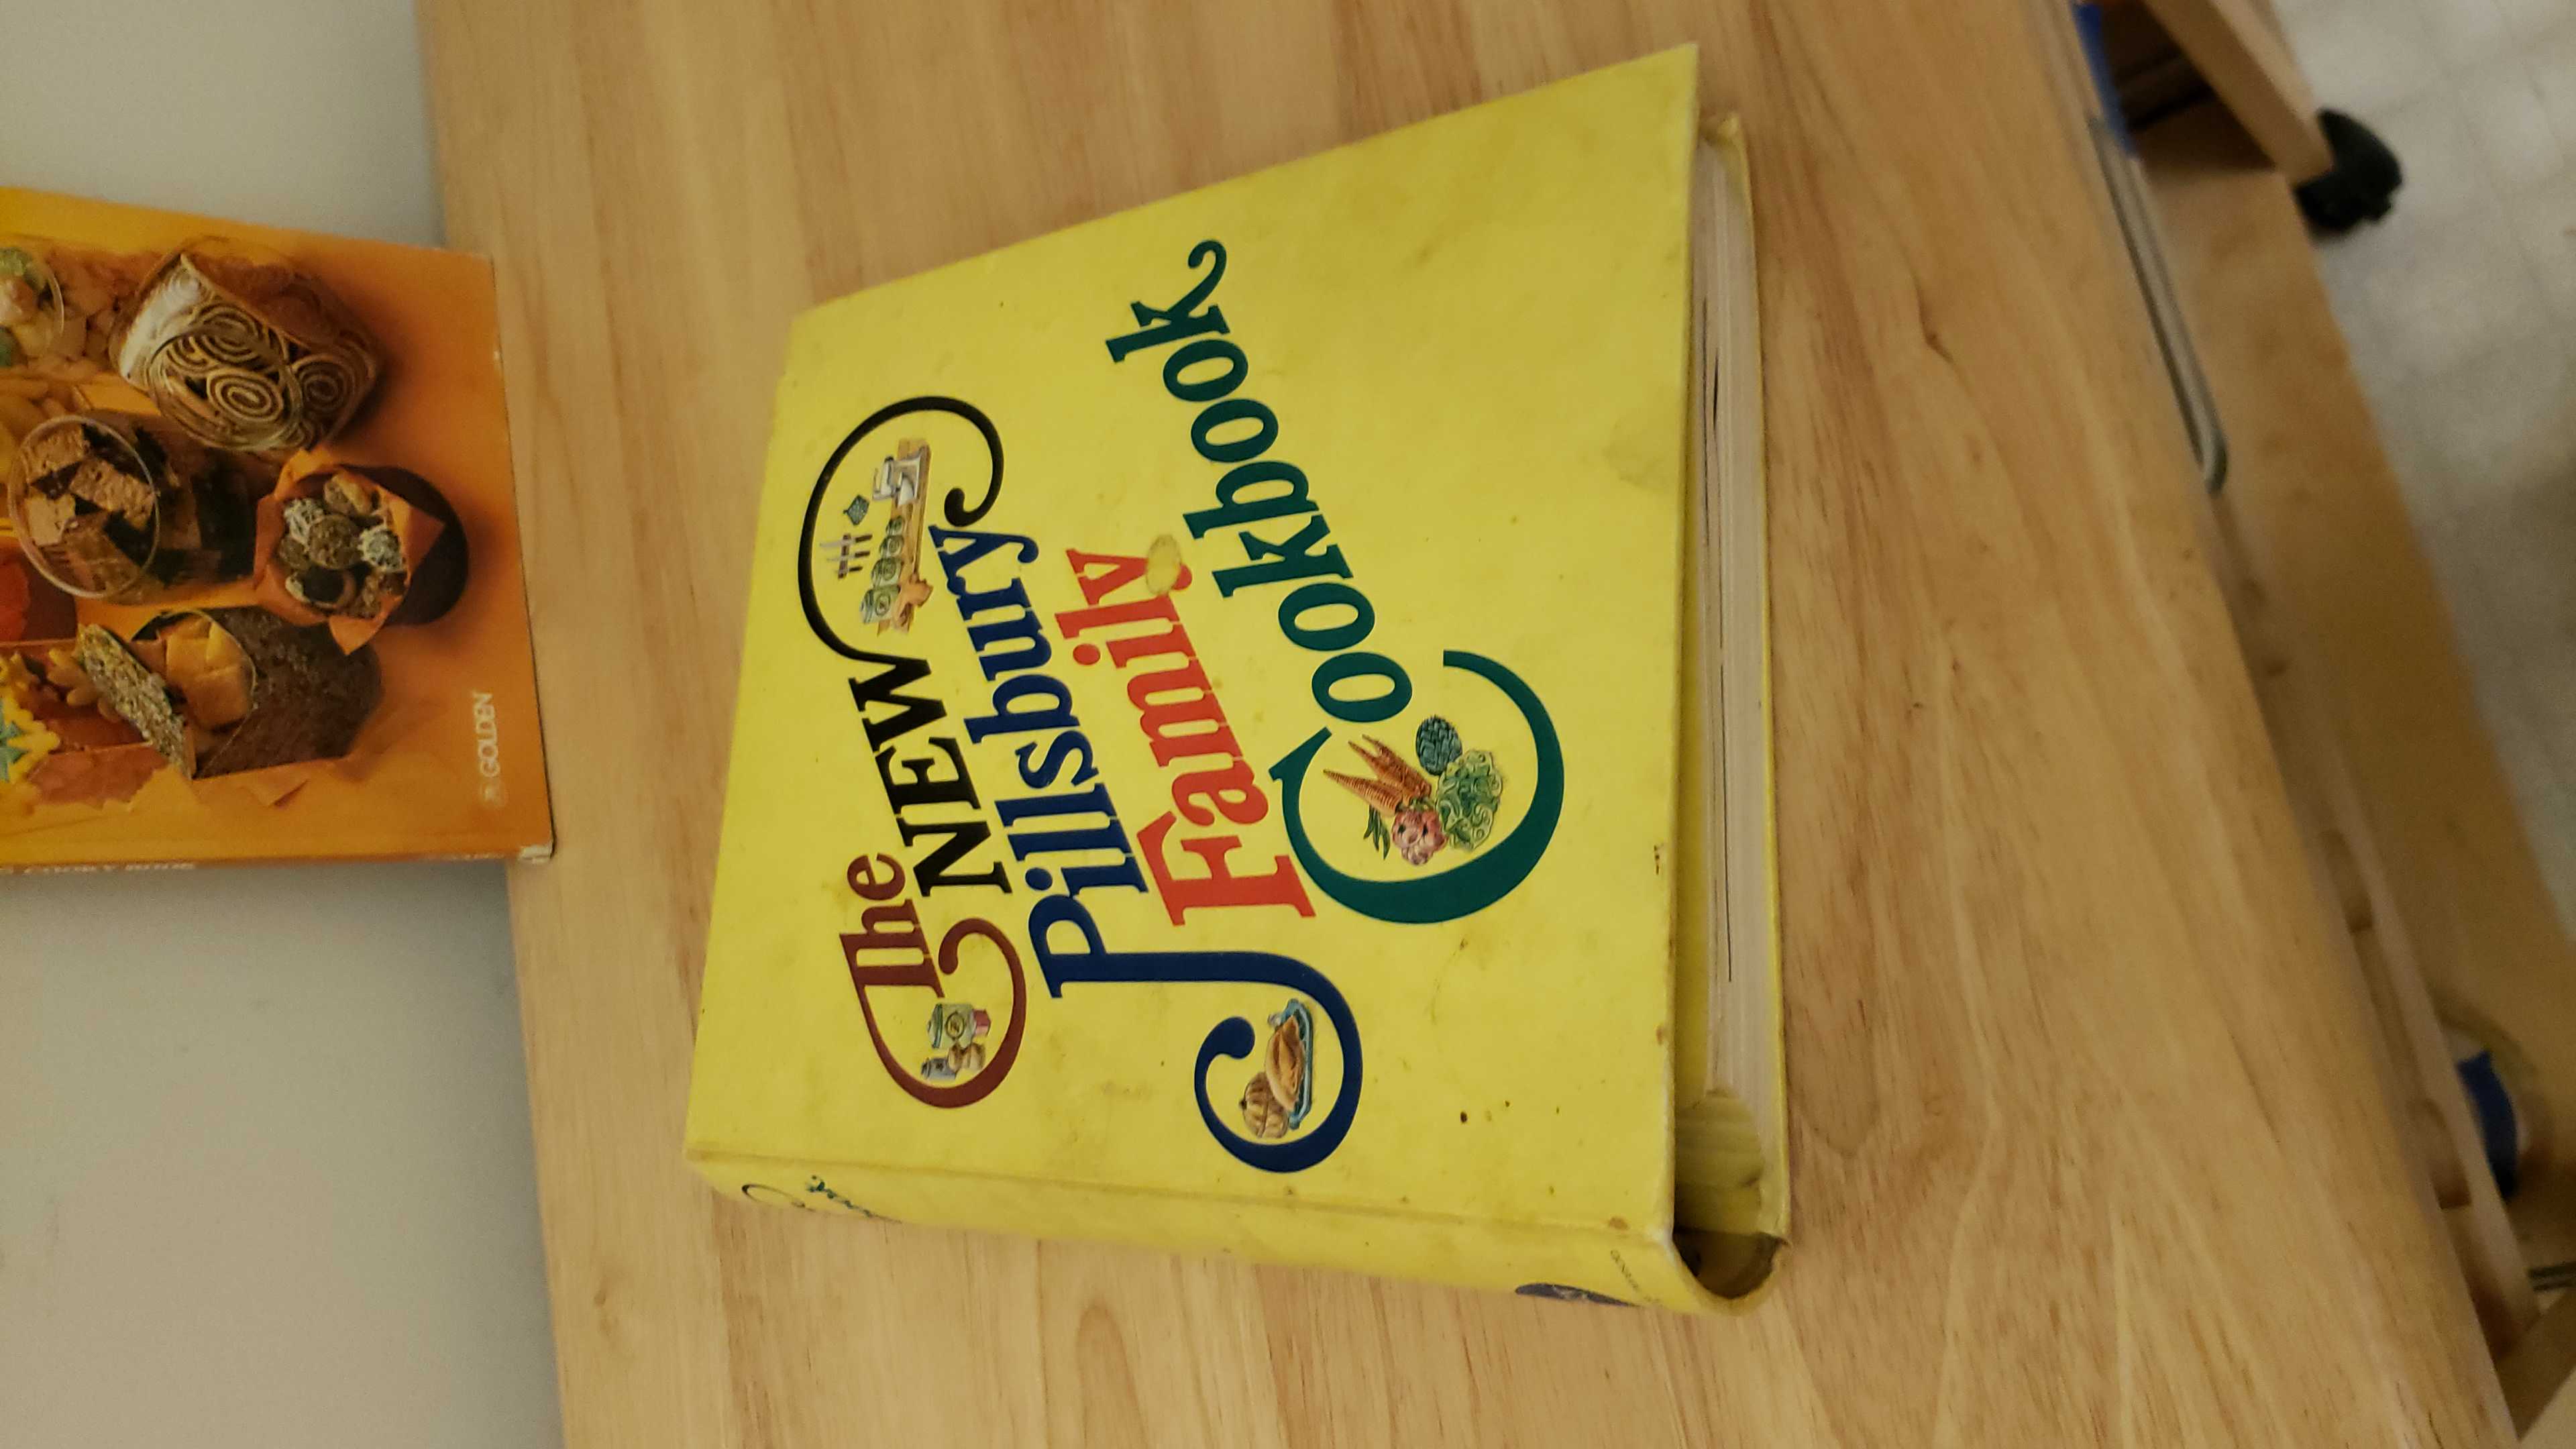 The
NEW
Pillsbury
Family
Cookbook
GOLDEN